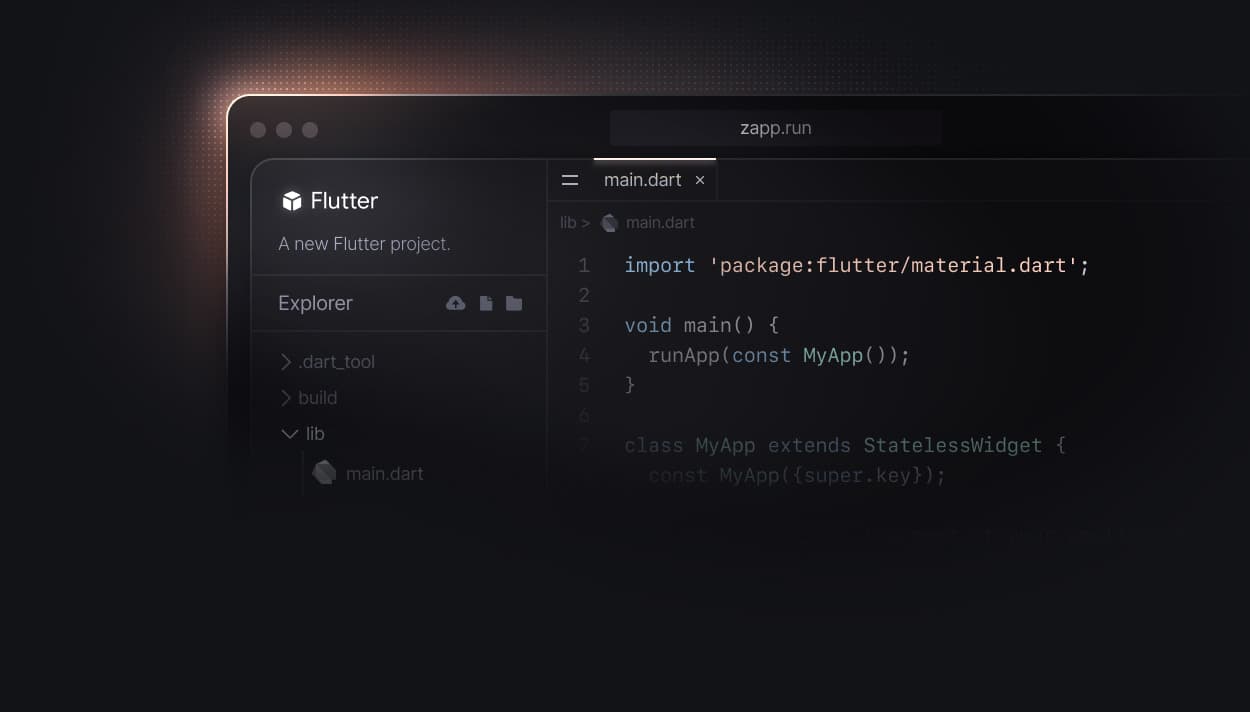 zapp.run
Flutter
A new Flutter project.
Explorer
.dart_tool
build
lib
main.dart
main.dart ×
lib > main.dart
1 import 'package:flutter/material.dart';
2
3 void main() {
4   runApp(const MyApp());
5 }
6
7 class MyApp extends StatelessWidget {
  const MyApp({super.key});